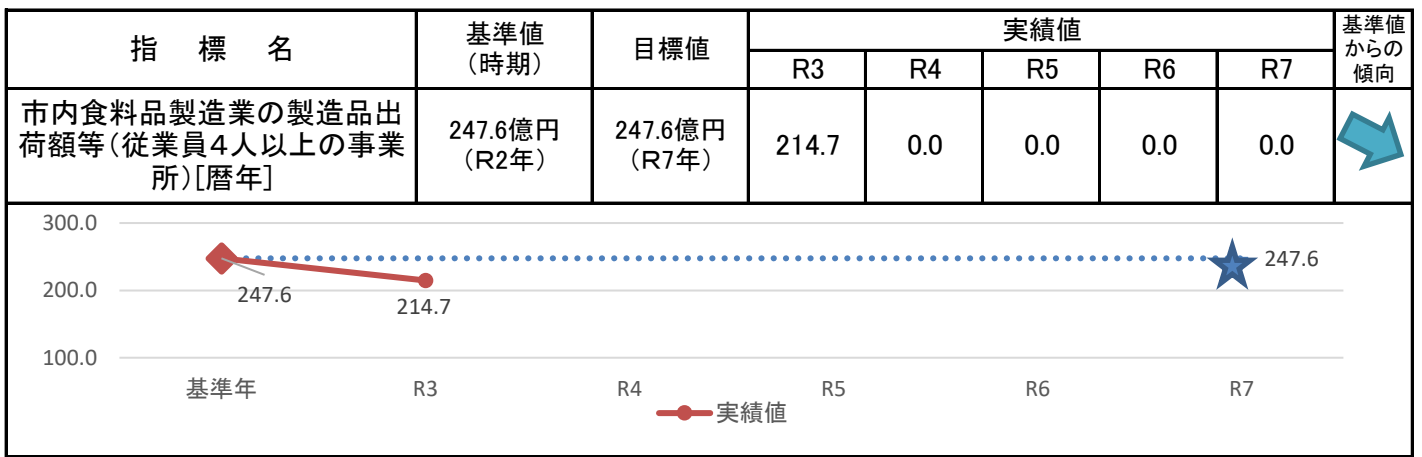 指 標 名
基準値
（時期）
目標値
実績値
基準値
からの
傾向
R3
R4
R5
R6
R7
市内食料品製造業の製造品出
荷額等（従業員４人以上の事業
所）[暦年]
247.6億円
（R2年）
247.6億円
（R7年）
214.7
0.0
0.0
0.0
0.0
300.0
200.0
100.0
247.6
214.7
247.6
基準年
R3
R4
R5
R6
R7
実績値